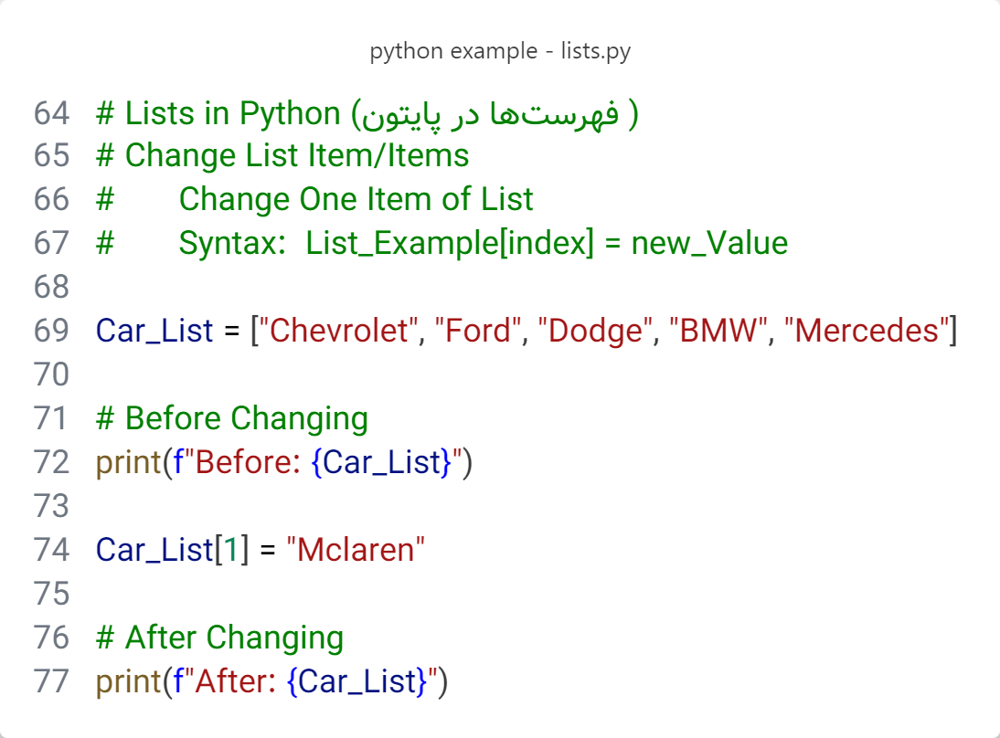 python example - lists.py
64 # Lists in Python (فهرست‌ها در پایتون )
65 # Change List Item/Items
66 #       Change One Item of List
67 #       Syntax:  List_Example[index] = new_Value
68
69 Car_List = ["Chevrolet", "Ford", "Dodge", "BMW", "Mercedes"]
70
71 # Before Changing
72 print(f"Before: {Car_List}")
73
74 Car_List[1] = "Mclaren"
75
76 # After Changing
77 print(f"After: {Car_List}")